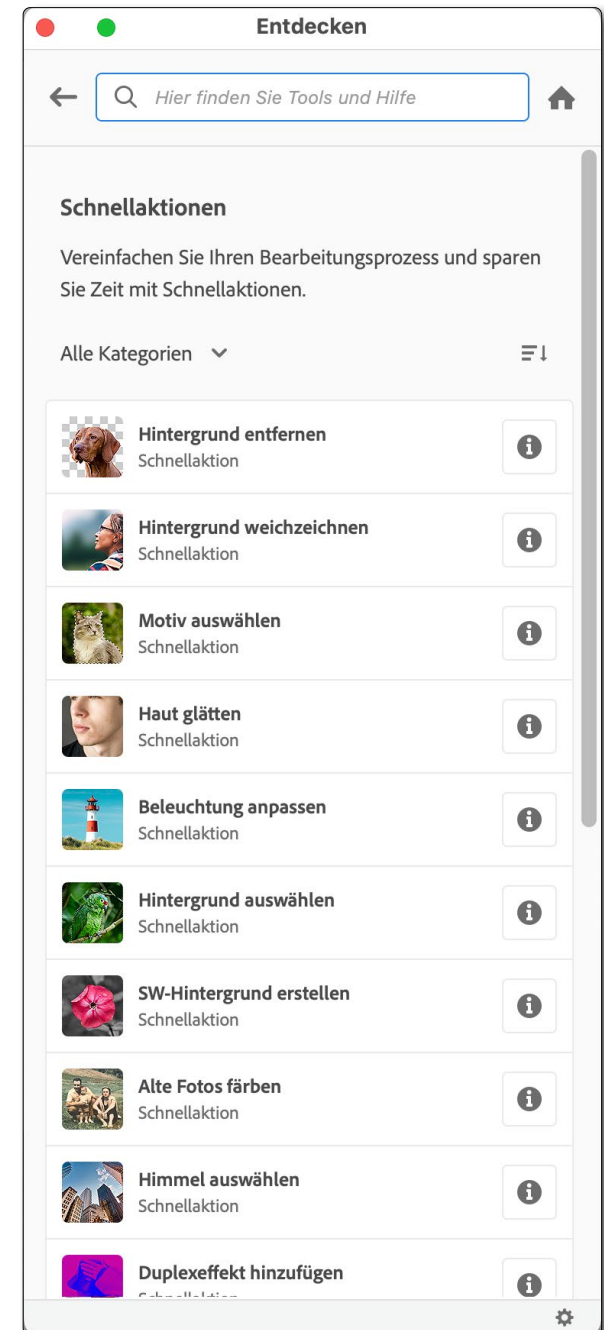 Entdecken
Hier finden Sie Tools und Hilfe
Schnellaktionen
Vereinfachen Sie Ihren Bearbeitungsprozess und sparen
Sie Zeit mit Schnellaktionen.
Alle Kategorien
Hintergrund entfernen
Schnellaktion
Hintergrund weichzeichnen
Schnellaktion
Motiv auswählen
Schnellaktion
Haut glätten
Schnellaktion
Beleuchtung anpassen
Schnellaktion
Hintergrund auswählen
Schnellaktion
SW-Hintergrund erstellen
Schnellaktion
Alte Fotos färben
Schnellaktion
Himmel auswählen
Schnellaktion
Duplexeffekt hinzufügen
Schnellaktion